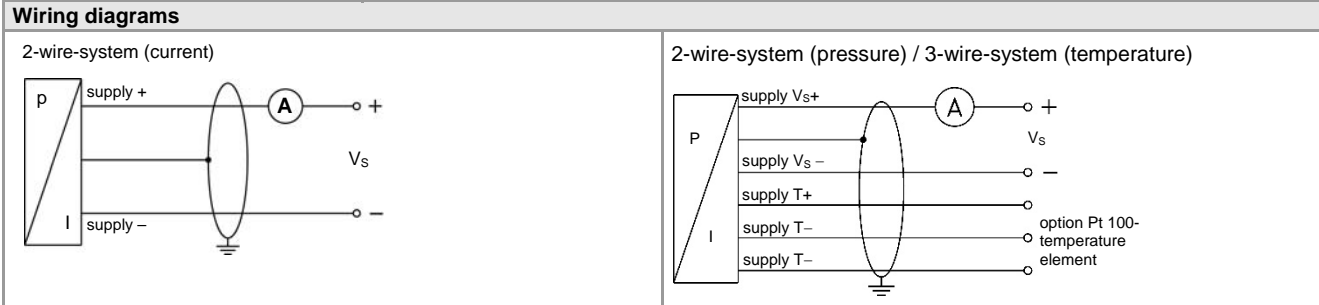 Wiring diagrams
2-wire-system (current)
p
supply +
A
+
VS
I
supply –
–
2-wire-system (pressure) / 3-wire-system (temperature)
supply VS+
A
+
P
VS
supply VS –
–
supply T+
supply T–
I
supply T–
option Pt 100-
temperature
element